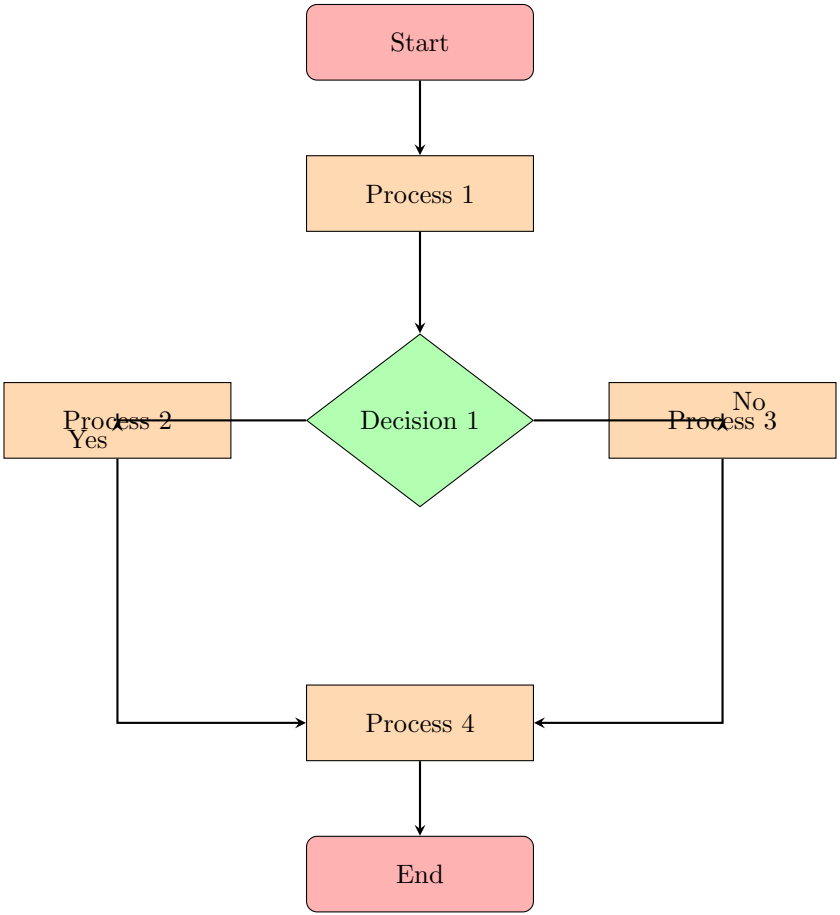 Start
Process 1
Process 2
Yes
Decision 1
No
Process 3
Process 4
End